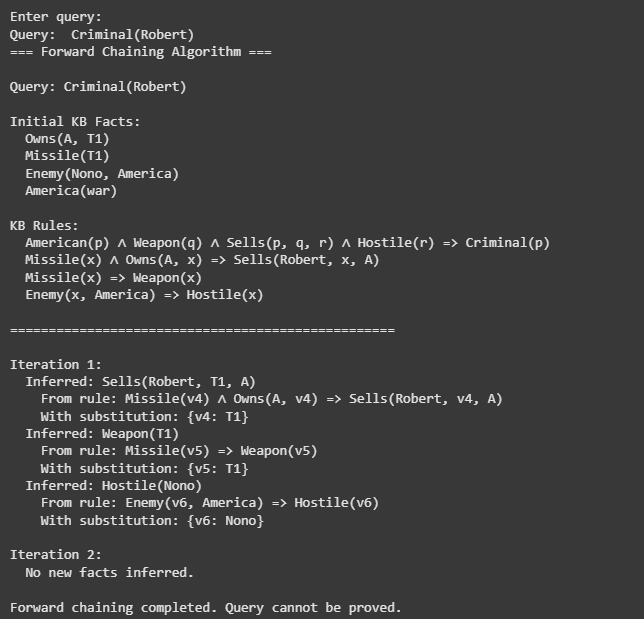 Enter query:
Query:  Criminal(Robert)
=== Forward Chaining Algorithm ===
Query: Criminal(Robert)
Initial KB Facts:
Owns(A, T1)
Missile(T1)
Enemy(Nono, America)
America(war)
KB Rules:
American(p) ∧ Weapon(q) ∧ Sells(p, q, r) ∧ Hostile(r) => Criminal(p)
Missile(x) ∧ Owns(A, x) => Sells(Robert, x, A)
Missile(x) => Weapon(x)
Enemy(x, America) => Hostile(x)
==================================================
Iteration 1:
Inferred: Sells(Robert, T1, A)
From rule: Missile(v4) ∧ Owns(A, v4) => Sells(Robert, v4, A)
With substitution: {v4: T1}
Inferred: Weapon(T1)
From rule: Missile(v5) => Weapon(v5)
With substitution: {v5: T1}
Inferred: Hostile(Nono)
From rule: Enemy(v6, America) => Hostile(v6)
With substitution: {v6: Nono}
Iteration 2:
No new facts inferred.
Forward chaining completed. Query cannot be proved.